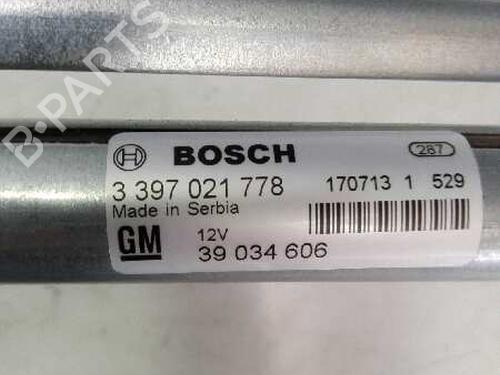 B-PARTS
BOSCH 287
3 397 021 778 170713 1 529
Made in Serbia
GM 12V
39 034 606